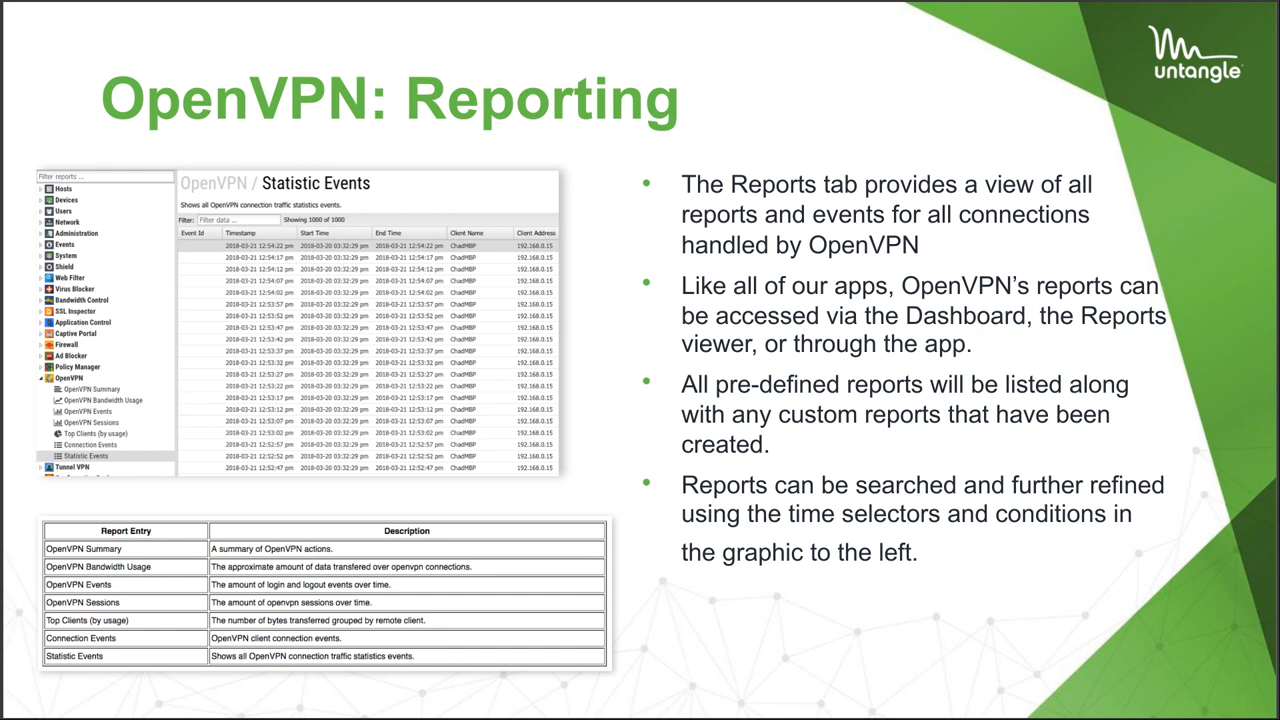 untangle
OpenVPN: Reporting
Filter reports ...
Hosts
Devices
Users
Network
Administration
Events
System
Shield
Web Filter
Virus Blocker
Bandwidth Control
SSL Inspector
Application Control
Captive Portal
Firewall
Ad Blocker
Policy Manager
OpenVPN
OpenVPN Summary
OpenVPN Bandwidth Usage
OpenVPN Events
OpenVPN Sessions
Top Clients (by usage)
Connection Events
Statistic Events
Tunnel VPN
OpenVPN / Statistic Events
Shows all OpenVPN connection traffic statistics events.
Filter: Filter data ... Showing 1000 of 1000
Event Id Timestamp Start Time End Time Client Name Client Address
2018-03-21 12:54:22 pm 2018-03-20 03:32:29 pm 2018-03-21 12:54:22 pm ChadMBP 192.168.0.15
2018-03-21 12:54:17 pm 2018-03-20 03:32:29 pm 2018-03-21 12:54:17 pm ChadMBP 192.168.0.15
2018-03-21 12:54:12 pm 2018-03-20 03:32:29 pm 2018-03-21 12:54:12 pm ChadMBP 192.168.0.15
2018-03-21 12:54:07 pm 2018-03-20 03:32:29 pm 2018-03-21 12:54:07 pm ChadMBP 192.168.0.15
2018-03-21 12:54:02 pm 2018-03-20 03:32:29 pm 2018-03-21 12:54:02 pm ChadMBP 192.168.0.15
2018-03-21 12:53:57 pm 2018-03-20 03:32:29 pm 2018-03-21 12:53:57 pm ChadMBP 192.168.0.15
2018-03-21 12:53:52 pm 2018-03-20 03:32:29 pm 2018-03-21 12:53:52 pm ChadMBP 192.168.0.15
2018-03-21 12:53:47 pm 2018-03-20 03:32:29 pm 2018-03-21 12:53:47 pm ChadMBP 192.168.0.15
2018-03-21 12:53:42 pm 2018-03-20 03:32:29 pm 2018-03-21 12:53:42 pm ChadMBP 192.168.0.15
2018-03-21 12:53:37 pm 2018-03-20 03:32:29 pm 2018-03-21 12:53:37 pm ChadMBP 192.168.0.15
2018-03-21 12:53:32 pm 2018-03-20 03:32:29 pm 2018-03-21 12:53:32 pm ChadMBP 192.168.0.15
2018-03-21 12:53:27 pm 2018-03-20 03:32:29 pm 2018-03-21 12:53:27 pm ChadMBP 192.168.0.15
2018-03-21 12:53:22 pm 2018-03-20 03:32:29 pm 2018-03-21 12:53:22 pm ChadMBP 192.168.0.15
2018-03-21 12:53:17 pm 2018-03-20 03:32:29 pm 2018-03-21 12:53:17 pm ChadMBP 192.168.0.15
2018-03-21 12:53:12 pm 2018-03-20 03:32:29 pm 2018-03-21 12:53:12 pm ChadMBP 192.168.0.15
2018-03-21 12:53:07 pm 2018-03-20 03:32:29 pm 2018-03-21 12:53:07 pm ChadMBP 192.168.0.15
2018-03-21 12:53:02 pm 2018-03-20 03:32:29 pm 2018-03-21 12:53:02 pm ChadMBP 192.168.0.15
2018-03-21 12:52:57 pm 2018-03-20 03:32:29 pm 2018-03-21 12:52:57 pm ChadMBP 192.168.0.15
2018-03-21 12:52:52 pm 2018-03-20 03:32:29 pm 2018-03-21 12:52:52 pm ChadMBP 192.168.0.15
2018-03-21 12:52:47 pm 2018-03-20 03:32:29 pm 2018-03-21 12:52:47 pm ChadMBP 192.168.0.15
Report Entry Description
OpenVPN Summary A summary of OpenVPN actions.
OpenVPN Bandwidth Usage The approximate amount of data transfered over openvpn connections.
OpenVPN Events The amount of login and logout events over time.
OpenVPN Sessions The amount of openvpn sessions over time.
Top Clients (by usage) The number of bytes transferred grouped by remote client.
Connection Events OpenVPN client connection events.
Statistic Events Shows all OpenVPN connection traffic statistics events.
• The Reports tab provides a view of all
reports and events for all connections
handled by OpenVPN
• Like all of our apps, OpenVPN’s reports can
be accessed via the Dashboard, the Reports
viewer, or through the app.
• All pre-defined reports will be listed along
with any custom reports that have been
created.
• Reports can be searched and further refined
using the time selectors and conditions in
the graphic to the left.